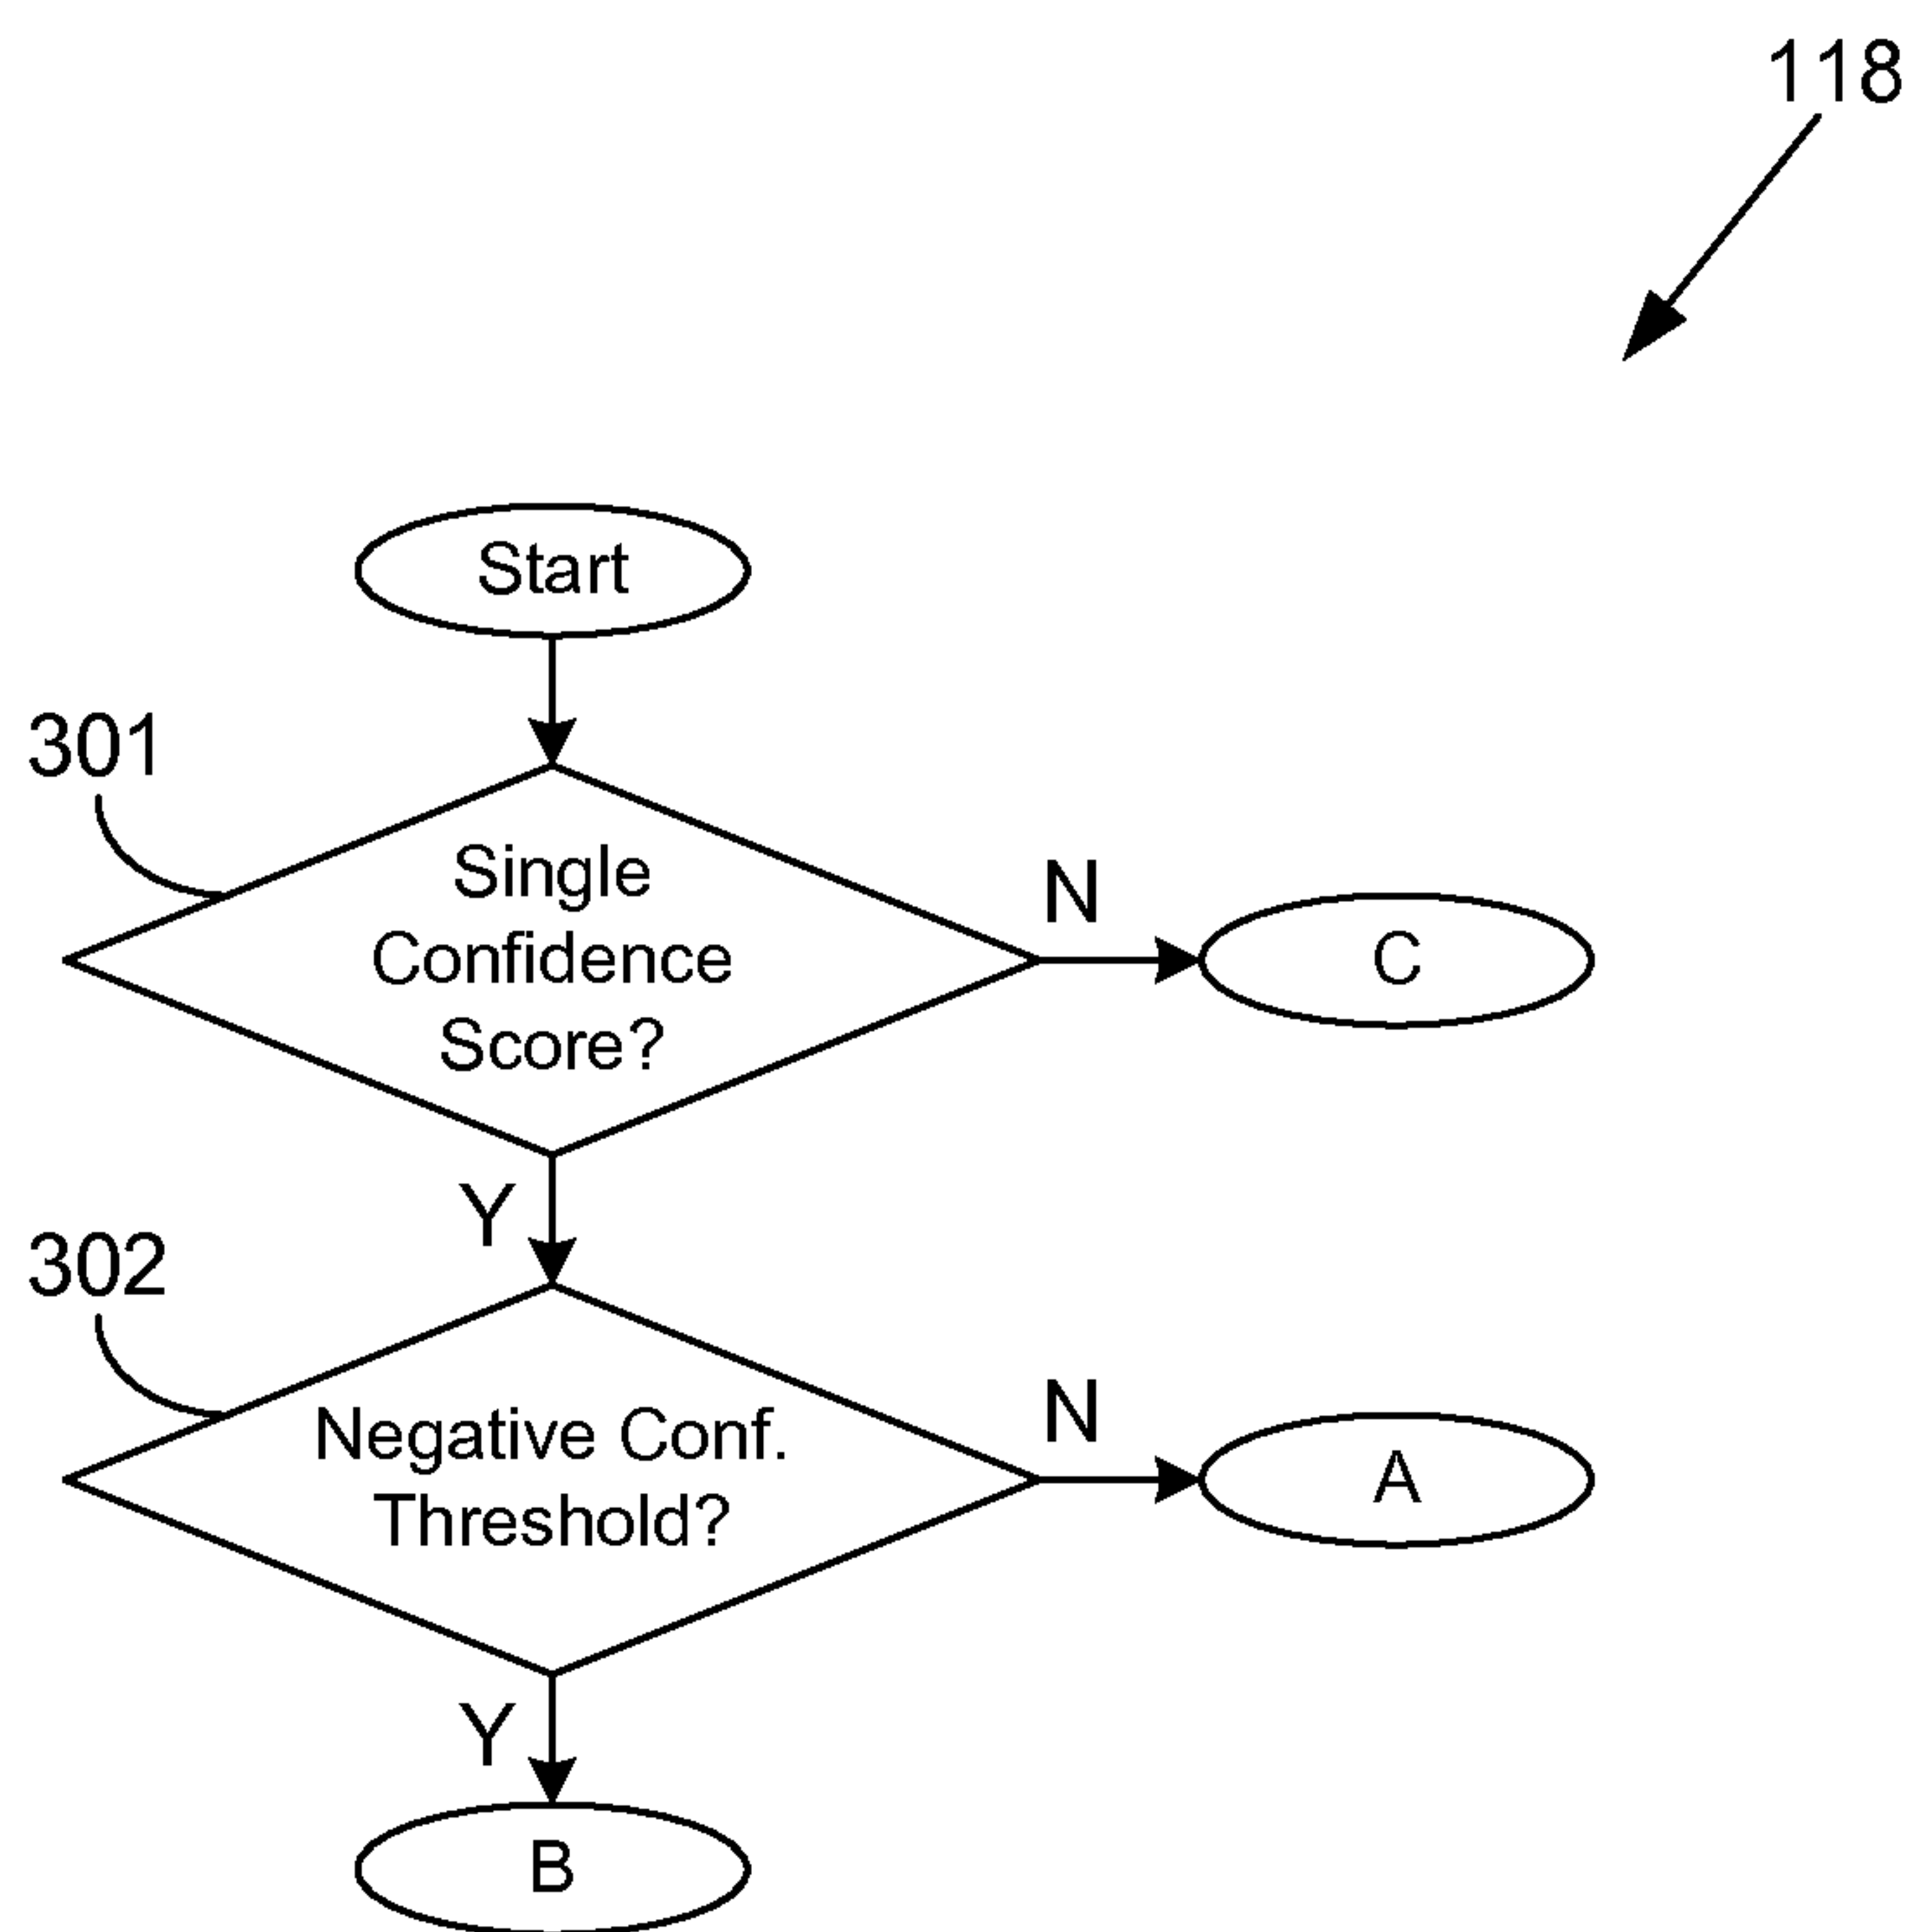 118
Start
301
Single
Confidence
Score?
N
C
Y
302
Negative Conf.
Threshold?
N
A
Y
B